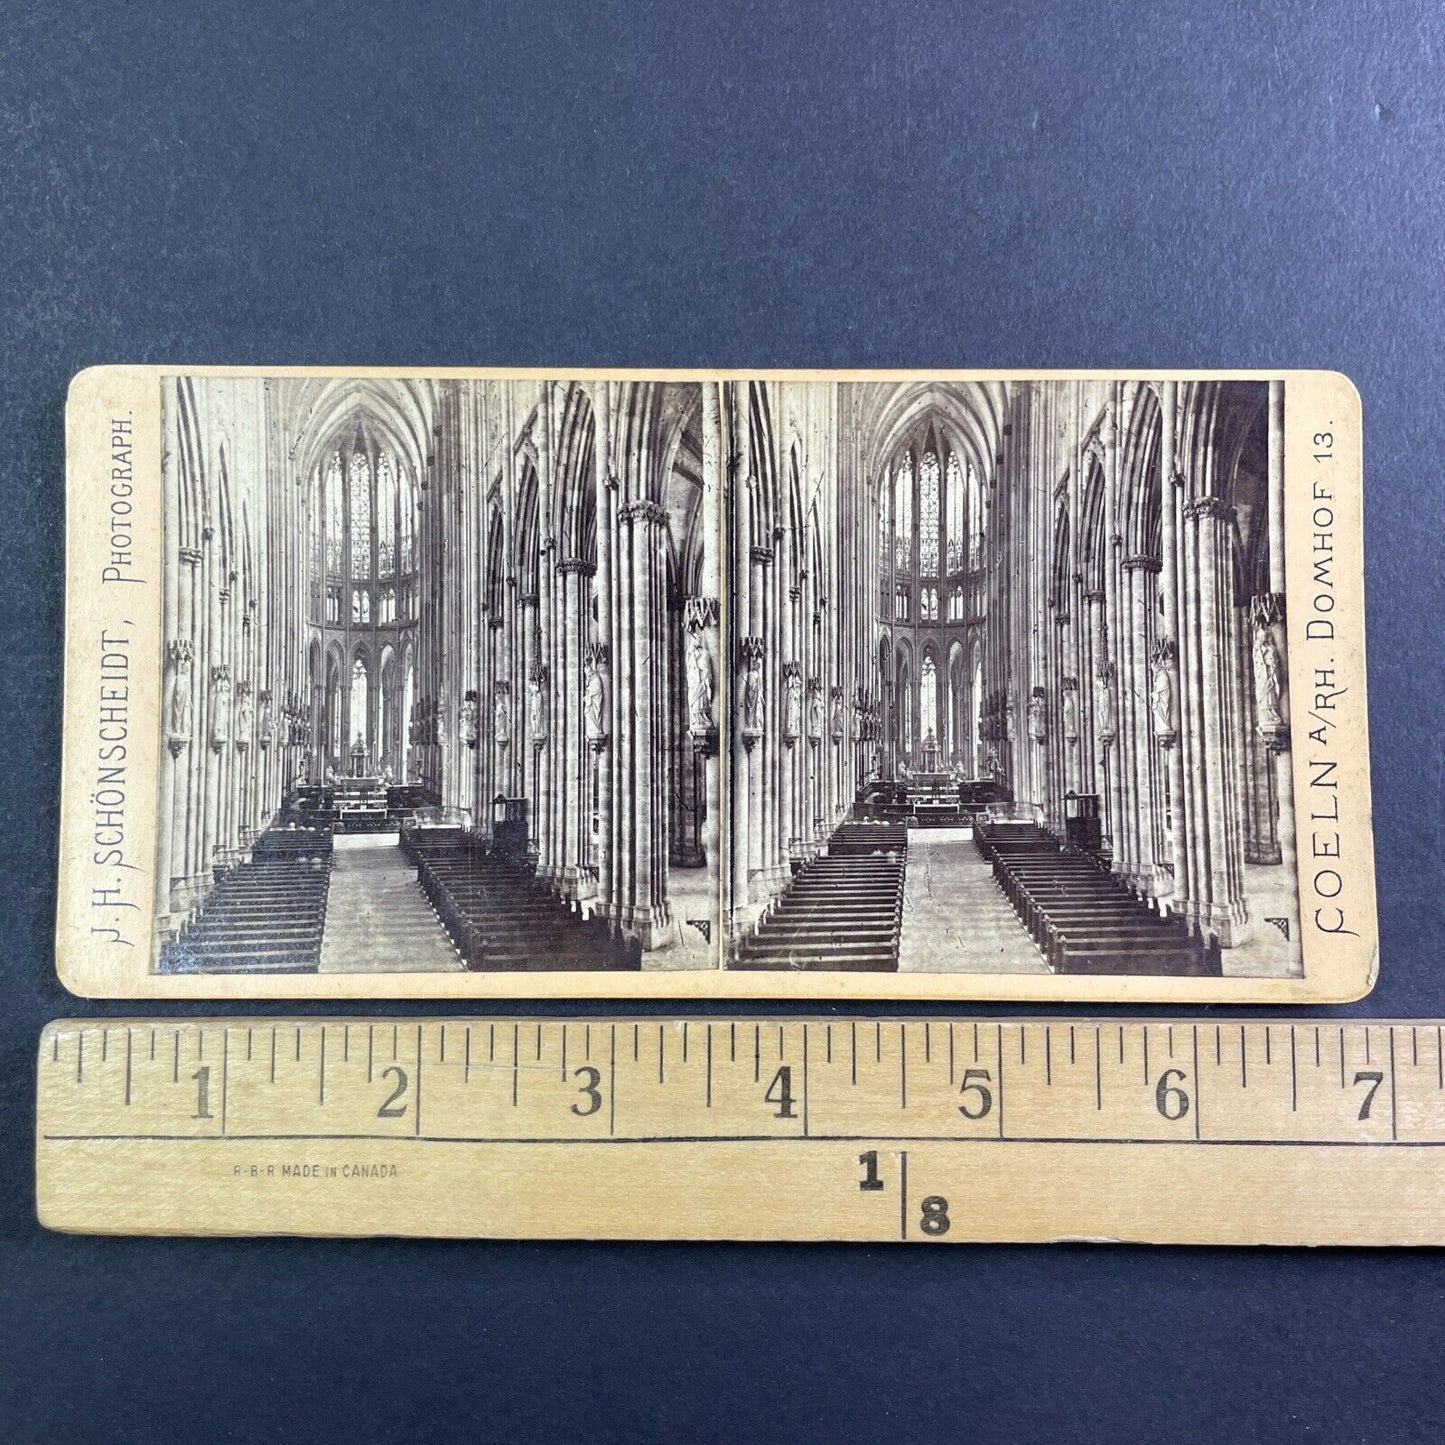 J. H. SCHÖNSCHEIDT, PHOTOGRAPH.
COELN A/RH. DOMHOF 13.
1 2 3 4 5 6 7
R-B-R MADE IN CANADA
1
8